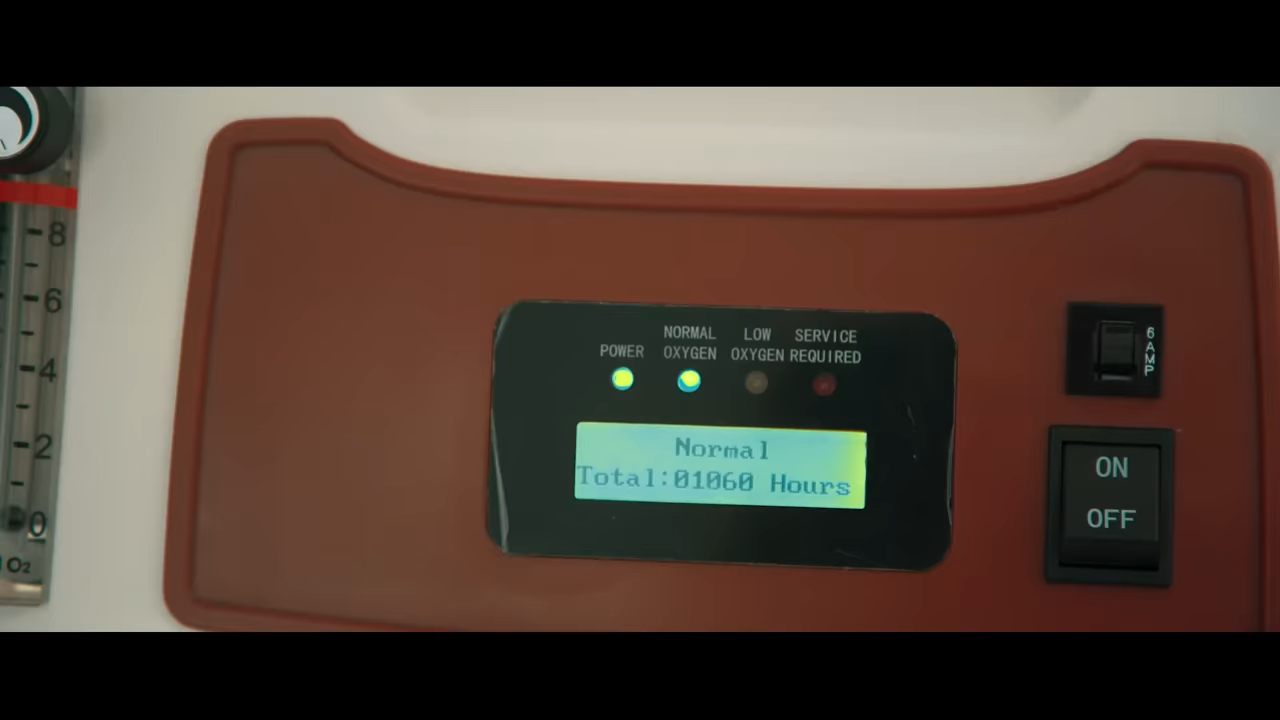 8
6
4
2
0
O2
NORMAL LOW SERVICE
POWER OXYGEN OXYGEN REQUIRED
Normal
Total:01060 Hours
6 AMP
ON
OFF